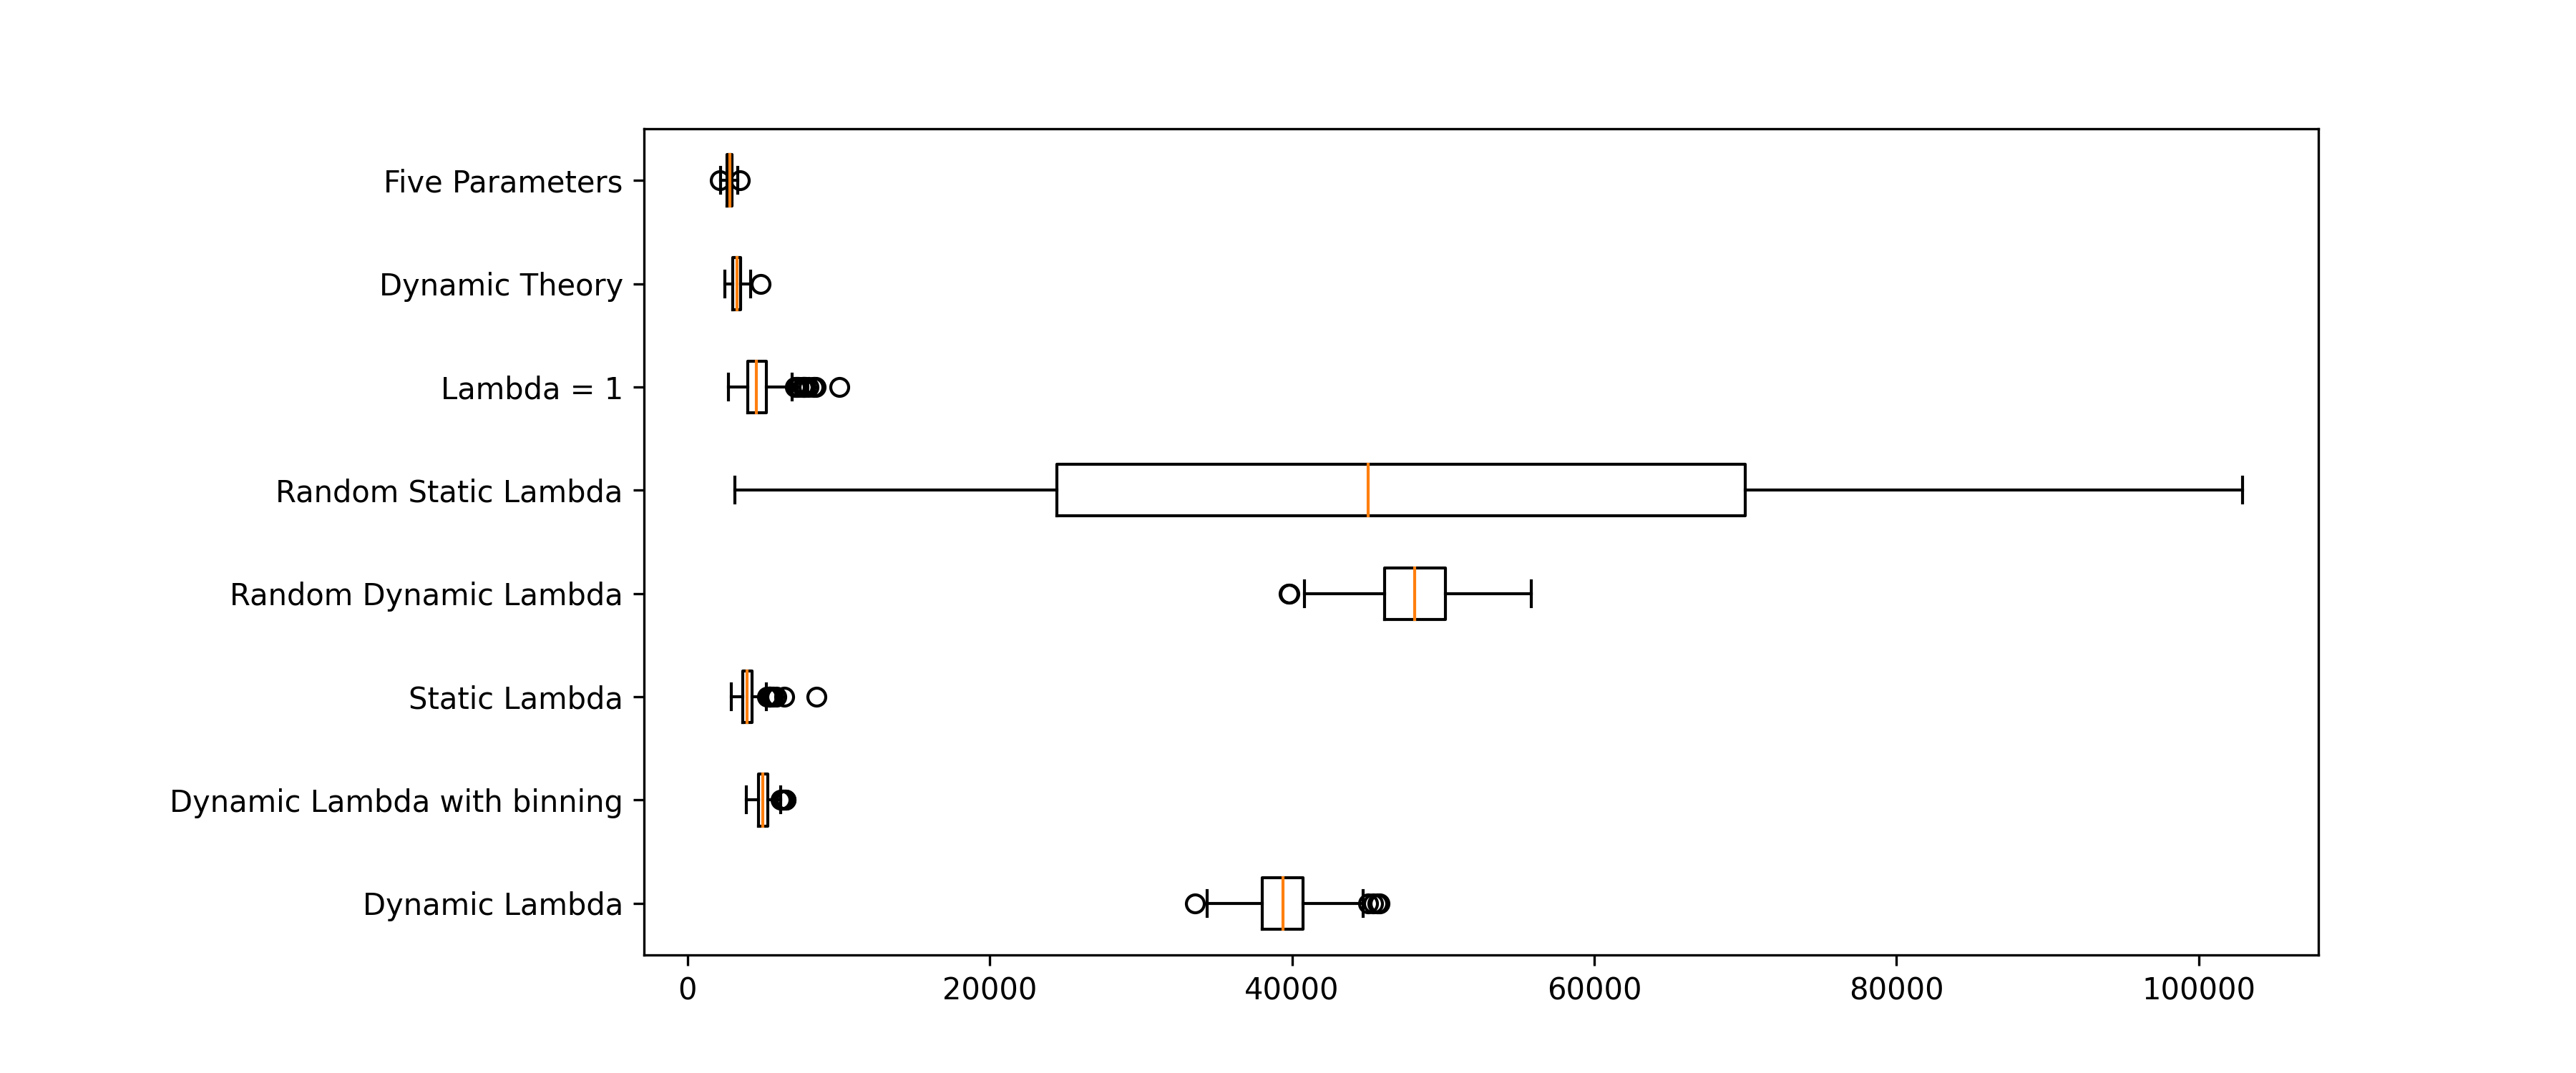 Five Parameters
Dynamic Theory
Lambda = 1
Random Static Lambda
Random Dynamic Lambda
Static Lambda
Dynamic Lambda with binning
Dynamic Lambda
0 20000 40000 60000 80000 100000